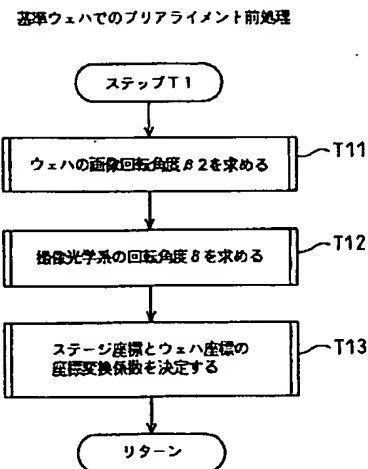 基準ウェハでのプリアライメント前処理
ステップT1
ウェハの画像回転角度β2を求める
T11
撮像光学系の回転角度δを求める
T12
ステージ座標とウェハ座標の
座標変換係数を決定する
T13
リターン